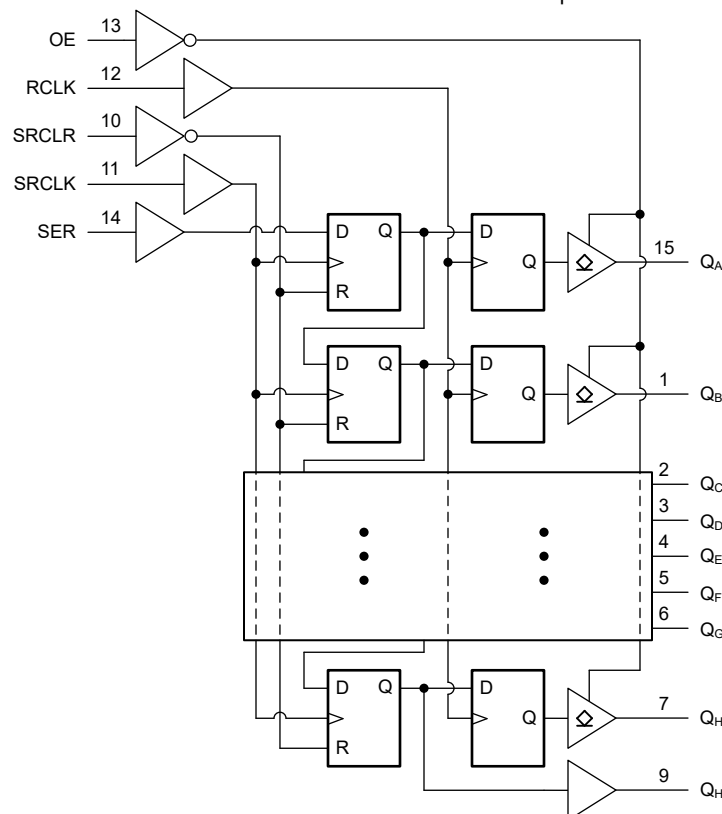 OE 13
RCLK 12
SRCLR 10
SRCLK 11
SER 14
D Q D
Q 15 QA
R
D Q D
Q 1 QB
R
2 QC
3 QD
4 QE
5 QF
6 QG
D Q D
Q 7 QH
R
9 QH